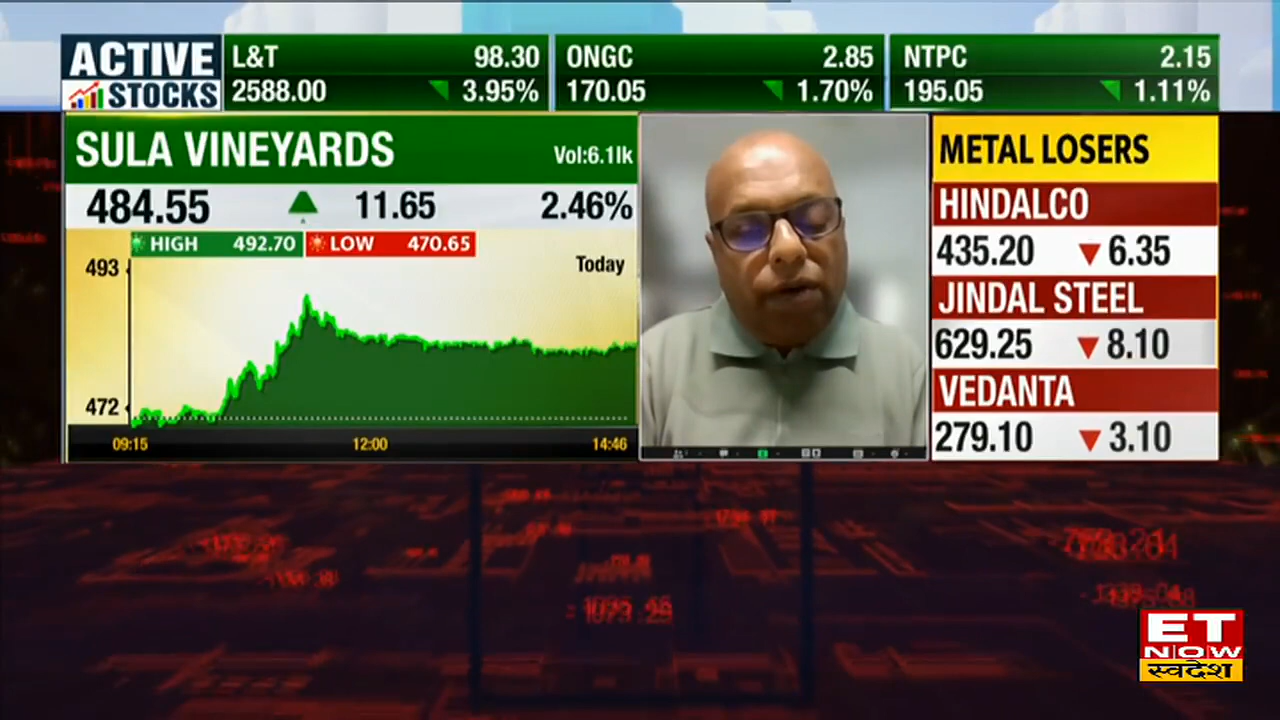 ACTIVE STOCKS
L&T 98.30
2588.00 3.95%
ONGC 2.85
170.05 1.70%
NTPC 2.15
195.05 1.11%
SULA VINEYARDS Vol:6.1lk
484.55 11.65 2.46%
HIGH 492.70 LOW 470.65
Today
493
472
09:15 12:00 14:46
METAL LOSERS
HINDALCO
435.20 6.35
JINDAL STEEL
629.25 8.10
VEDANTA
279.10 3.10
ET
NOW
स्वदेश